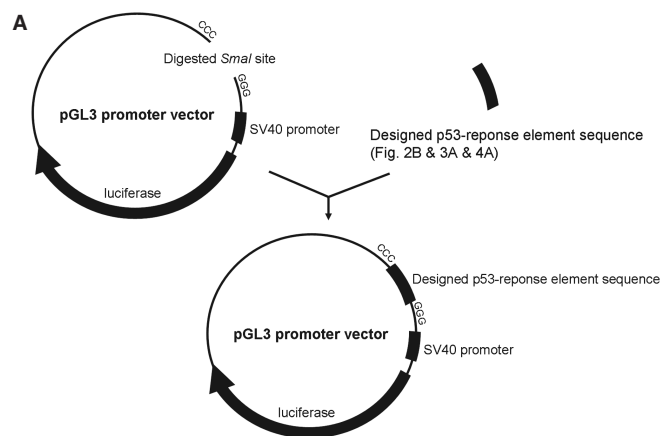 A
CCC
Digested SmaI site
GGG
pGL3 promoter vector
SV40 promoter
luciferase
Designed p53-reponse element sequence
(Fig. 2B & 3A & 4A)
CCC
Designed p53-reponse element sequence
GGG
pGL3 promoter vector
SV40 promoter
luciferase